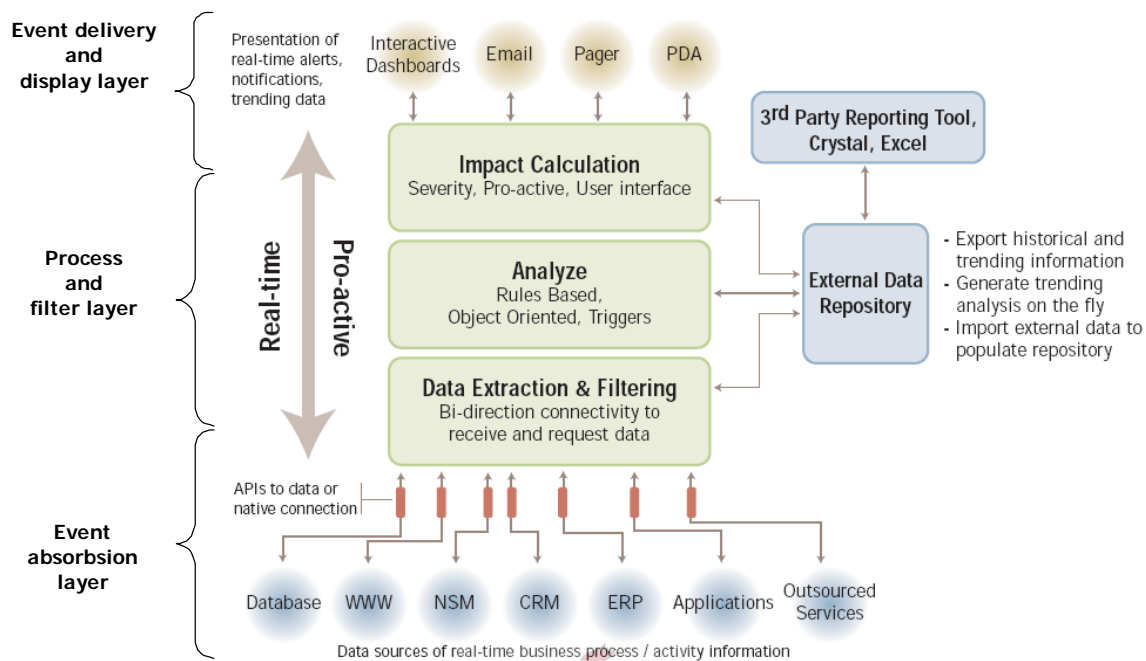 Event delivery
and
display layer
Presentation of
real-time alerts,
notifications,
trending data
Interactive
Dashboards
Email
Pager
PDA
3rd Party Reporting Tool,
Crystal, Excel
Impact Calculation
Severity, Pro-active, User interface
Process
and
filter layer
Real-time
Pro-active
Analyze
Rules Based,
Object Oriented, Triggers
External Data
Repository
- Export historical and
trending information
- Generate trending
analysis on the fly
- Import external data to
populate repository
Data Extraction & Filtering
Bi-direction connectivity to
receive and request data
Event
absorbsion
layer
APIs to data or
native connection
Database
WWW
NSM
CRM
ERP
Applications
Outsourced
Services
Data sources of real-time business process / activity information